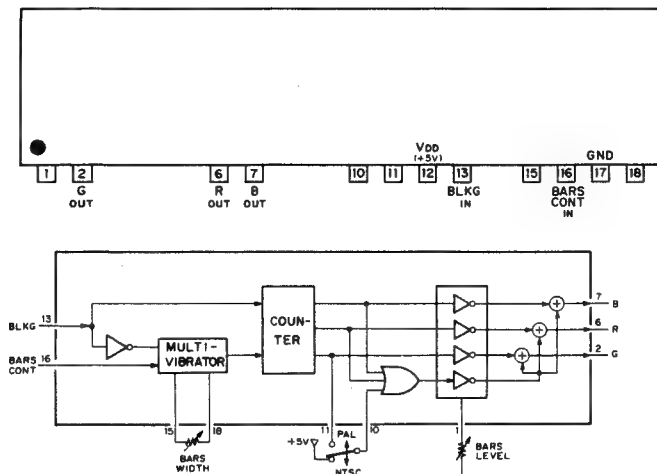 VDD
(+5V)
GND
1 2 6 7 10 11 12 13 15 16 17 18
G
OUT
R
OUT
B
OUT
BLKG
IN
BARS
CONT
IN
BLKG 13
BARS
CONT 16
MULTI-
VIBRATOR
COUN-
TER
7 B
6 R
2 G
15 18
BARS
WIDTH
11 10 1
+5V
PAL
NTSC
BARS
LEVEL